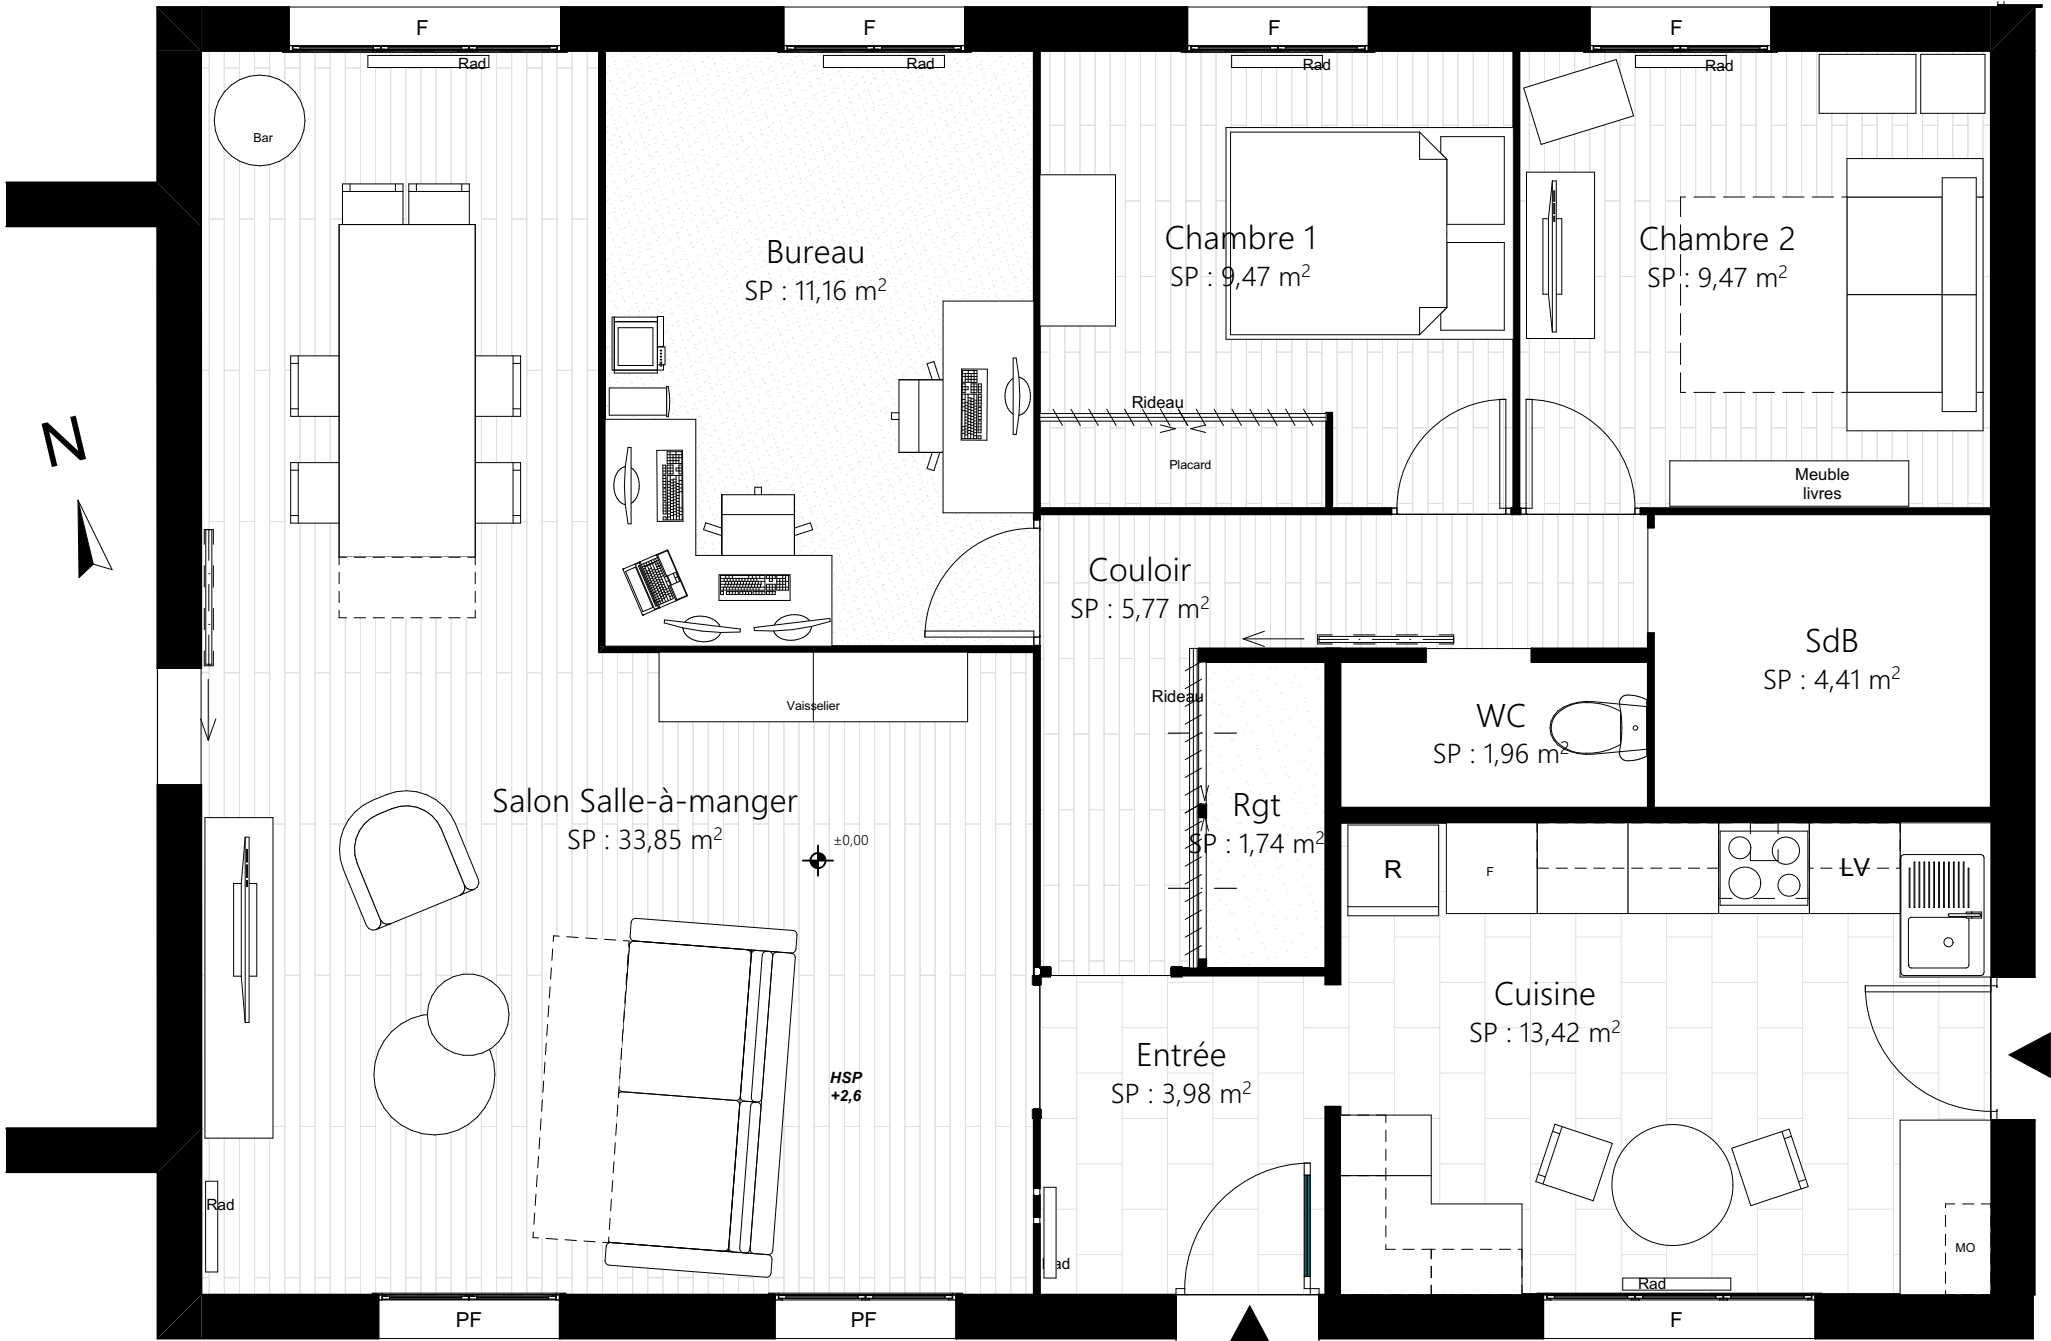 F
F
F
F
Rad
Rad
Rad
Rad
Bar
N
Bureau
SP : 11,16 m²
Chambre 1
SP : 9,47 m²
Chambre 2
SP : 9,47 m²
Rideau
Placard
Meuble
livres
Couloir
SP : 5,77 m²
SdB
SP : 4,41 m²
Rideau
Vaisselier
WC
SP : 1,96 m²
Salon Salle-à-manger
SP : 33,85 m²
±0,00
Rgt
SP : 1,74 m²
R
F
LV
Cuisine
SP : 13,42 m²
Entrée
SP : 3,98 m²
HSP
+2,6
Rad
Rad
MO
Rad
PF
PF
F